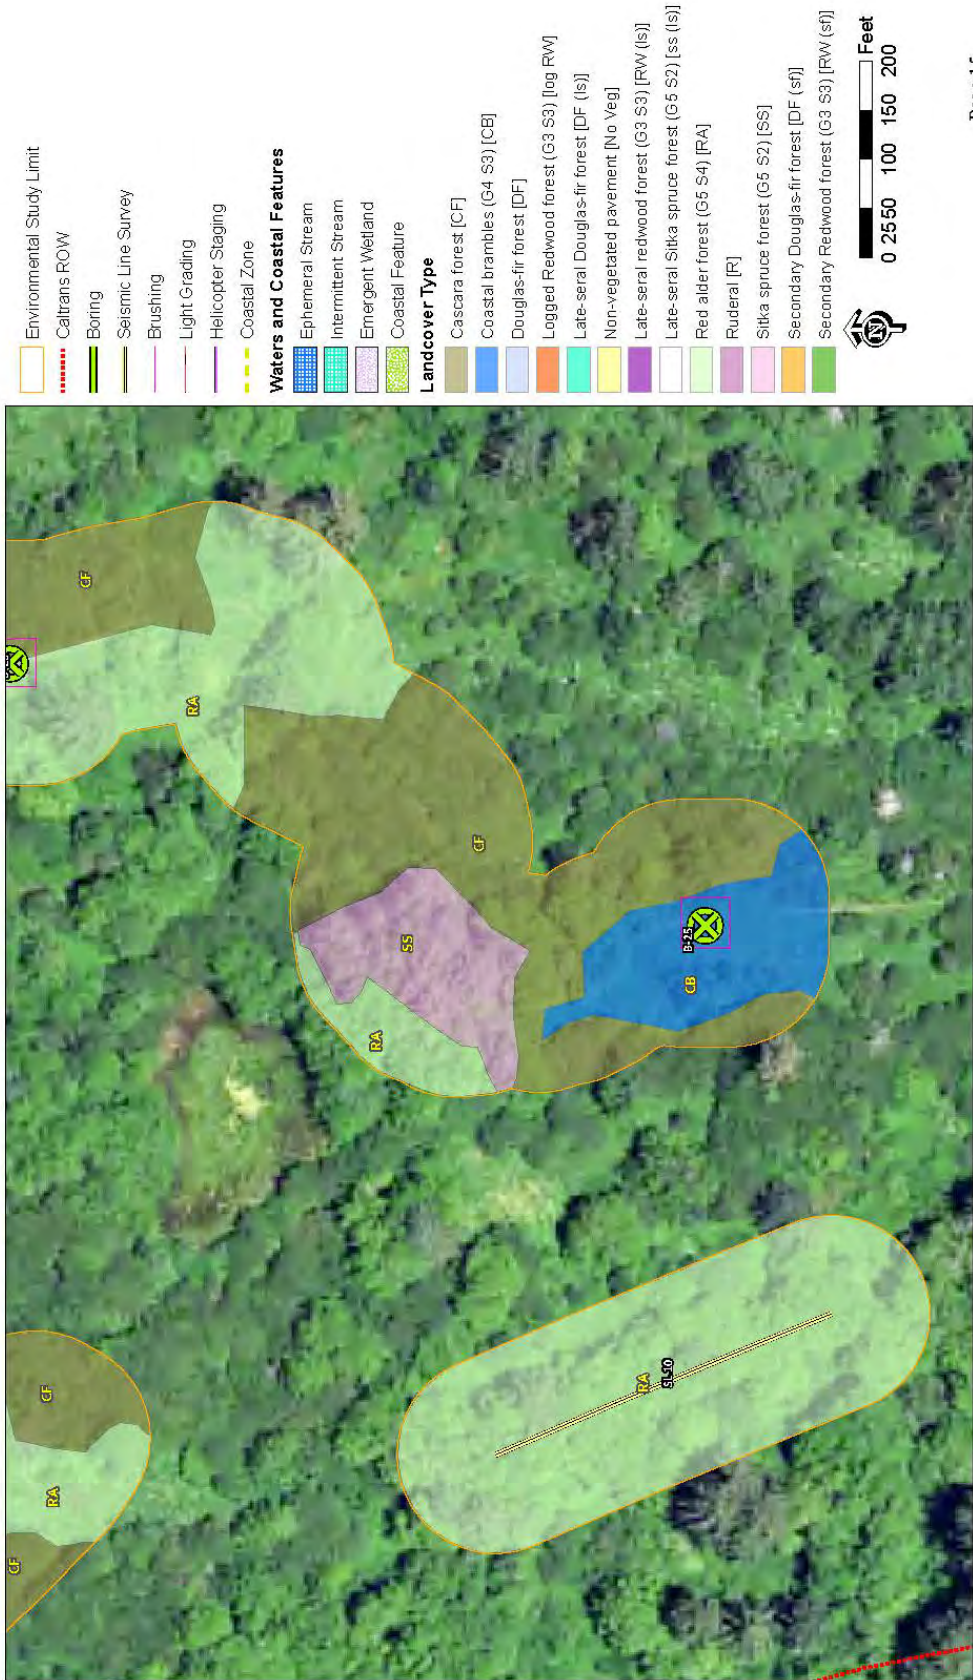 Environmental Study Limit
Caltrans ROW
Boring
Seismic Line Survey
Brushing
Light Grading
Helicopter Staging
Coastal Zone
Waters and Coastal Features
Ephemeral Stream
Intermittent Stream
Emergent Wetland
Coastal Feature
Landcover Type
Cascara forest [CF]
Coastal brambles (G4 S3) [CB]
Douglas-fir forest [DF]
Logged Redwood forest (G3 S3) [log RW]
Late-seral Douglas-fir forest [DF (ls)]
Non-vegetated pavement [No Veg]
Late-seral redwood forest (G3 S3) [RW (ls)]
Late-seral Sitka spruce forest (G5 S2) [ss (ls)]
Red alder forest (G5 S4) [RA]
Ruderal [R]
Sitka spruce forest (G5 S2) [SS]
Secondary Douglas-fir forest [DF (sf)]
Secondary Redwood forest (G3 S3) [RW (sf)]
N
0 25 50 100 150 200
Feet
CF
RA
CF
SS
RA
B-25
CB
CF
RA
CF
RA
SL-10